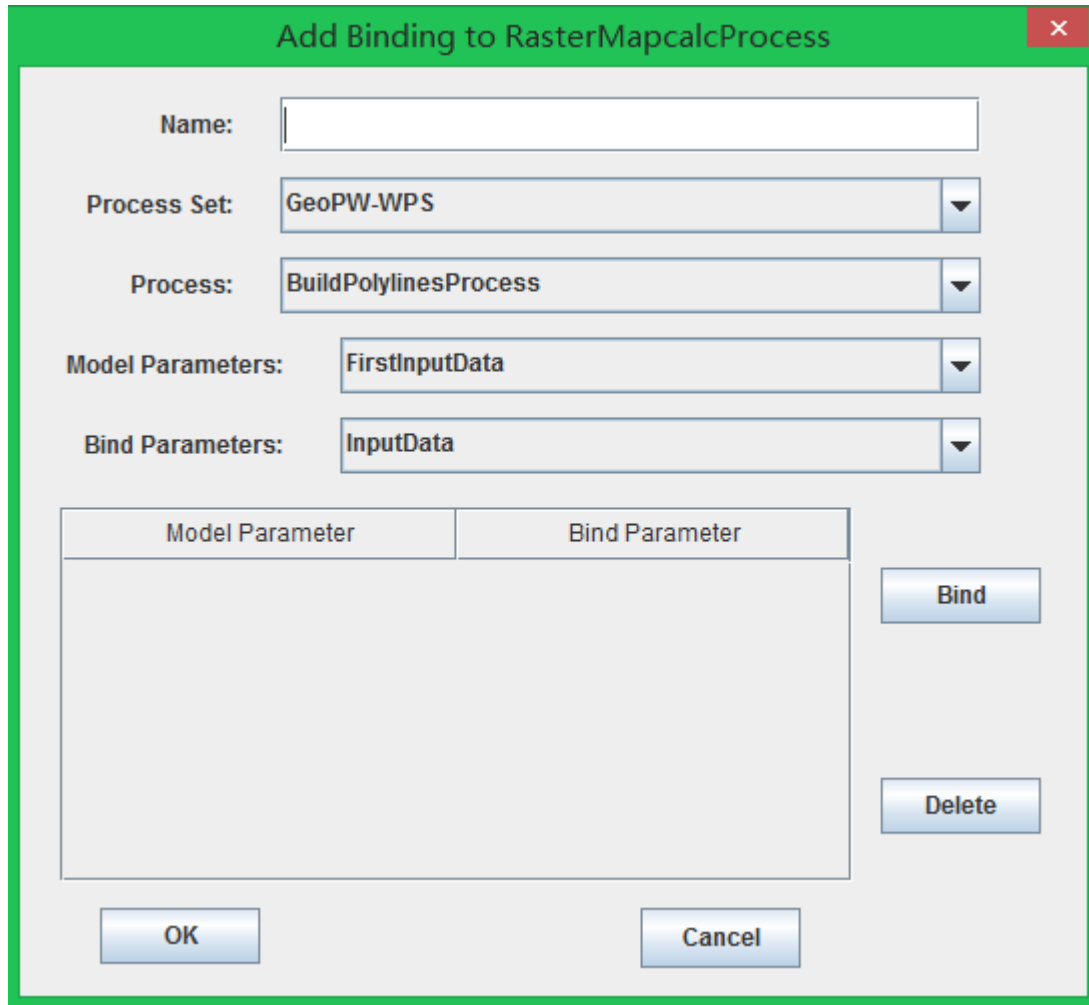 Add Binding to RasterMapcalcProcess
Name:
Process Set: GeoPW-WPS
Process: BuildPolylinesProcess
Model Parameters: FirstInputData
Bind Parameters: InputData
Model Parameter Bind Parameter
Bind
Delete
OK Cancel